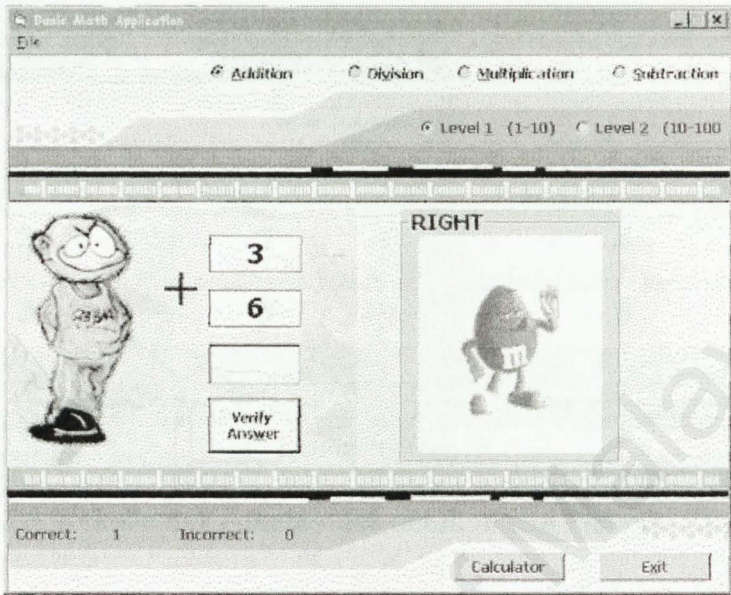 Basic Math Application
File
Addition Division Multiplication Subtraction
Level 1 (1-10) Level 2 (10-100
RIGHT
3
+
6
Verify
Answer
Correct: 1 Incorrect: 0
Calculator Exit